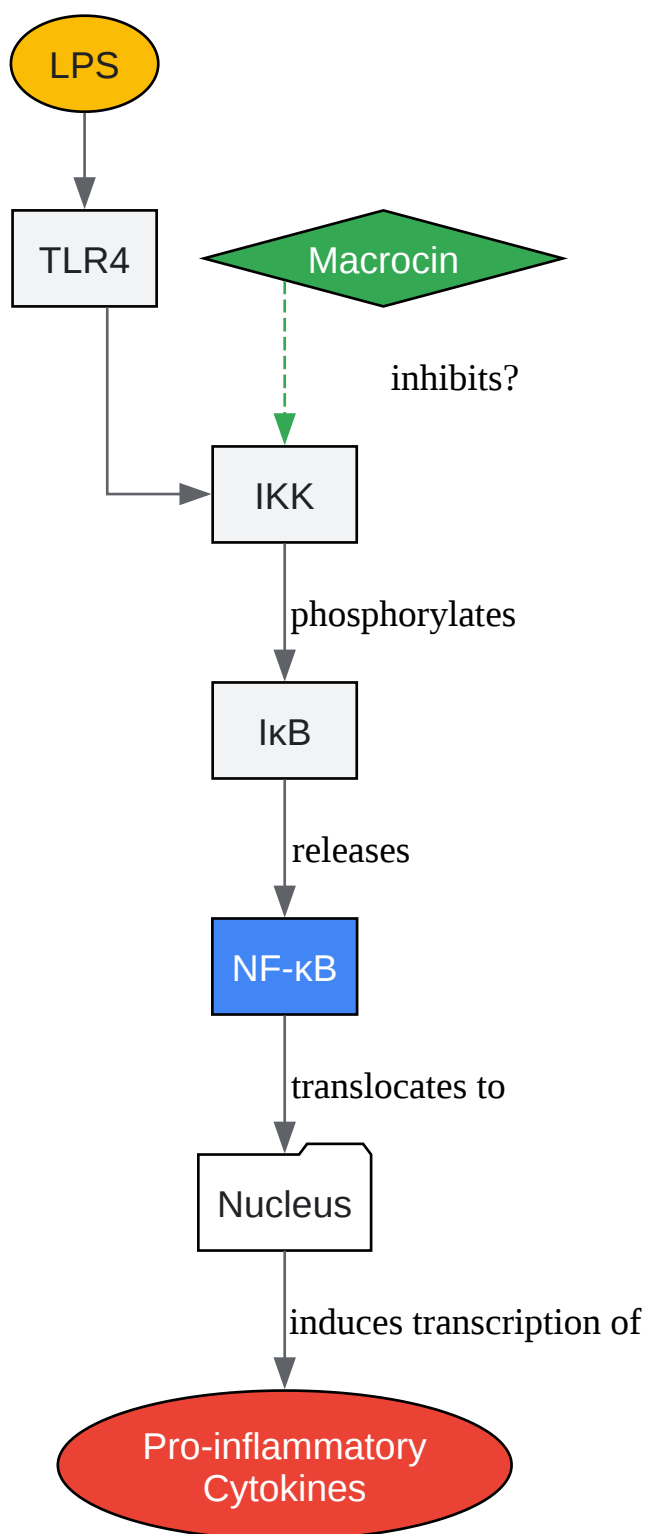 LPS
TLR4
Macrocin
inhibits?
IKK
phosphorylates
IκB
releases
NF-κB
translocates to
Nucleus
induces transcription of
Pro-inflammatory
Cytokines